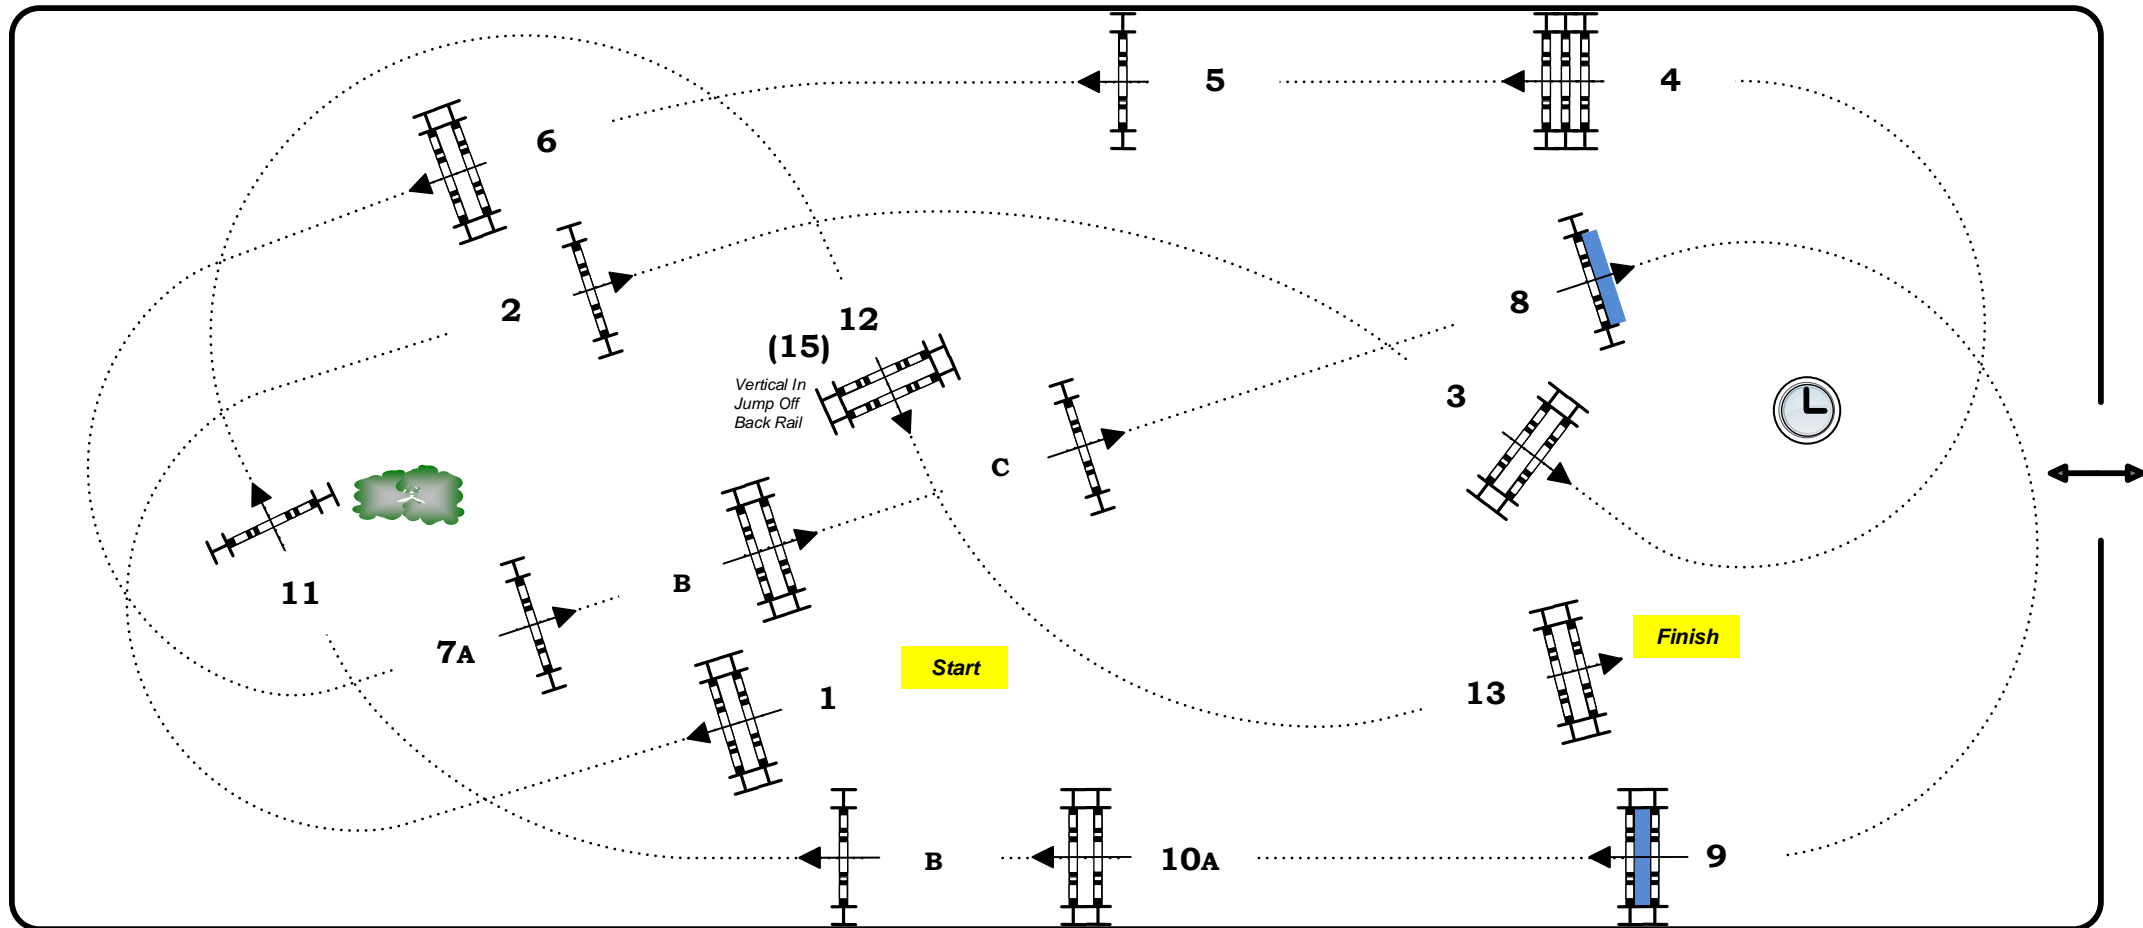 5
4
6
2
8
12
(15)
Vertical In
Jump Off
Back Rail
3
C
11
B
7A
1
Start
Finish
13
B
10A
9